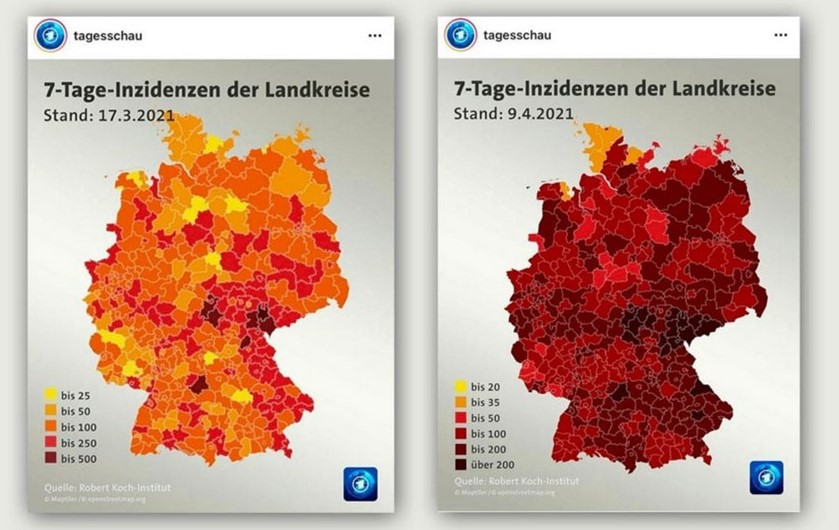 tagesschau
7-Tage-Inzidenzen der Landkreise
Stand: 17.3.2021
bis 25
bis 50
bis 100
bis 250
bis 500
Quelle: Robert Koch-Institut
© Maptiler /© openstreetmap.org
tagesschau
7-Tage-Inzidenzen der Landkreise
Stand: 9.4.2021
bis 20
bis 35
bis 50
bis 100
bis 200
über 200
Quelle: Robert Koch-Institut
© Maptiler /© openstreetmap.org